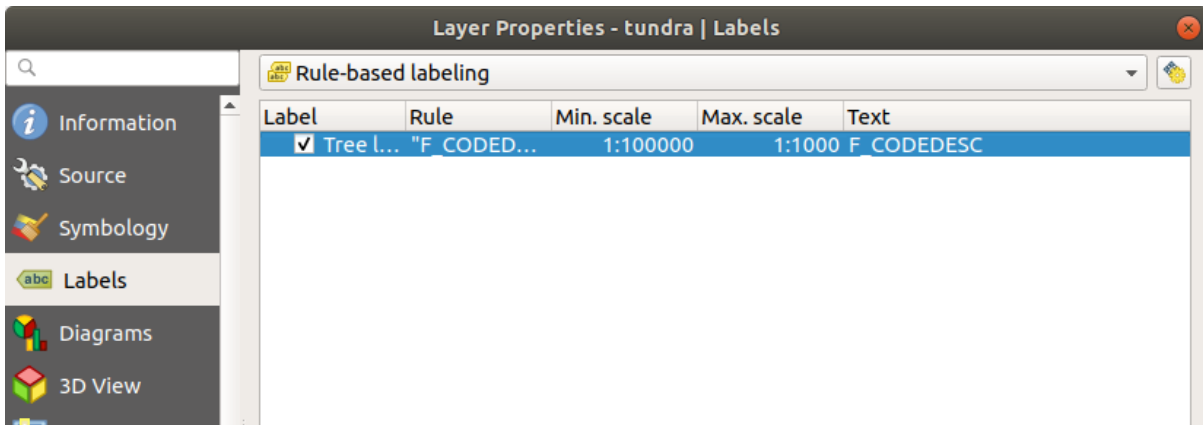 Layer Properties - tundra | Labels
Rule-based labeling
Information
Source
Symbology
abc Labels
Diagrams
3D View
Label Rule Min. scale Max. scale Text
Tree l... "F_CODED... 1:100000 1:1000 F_CODEDESC